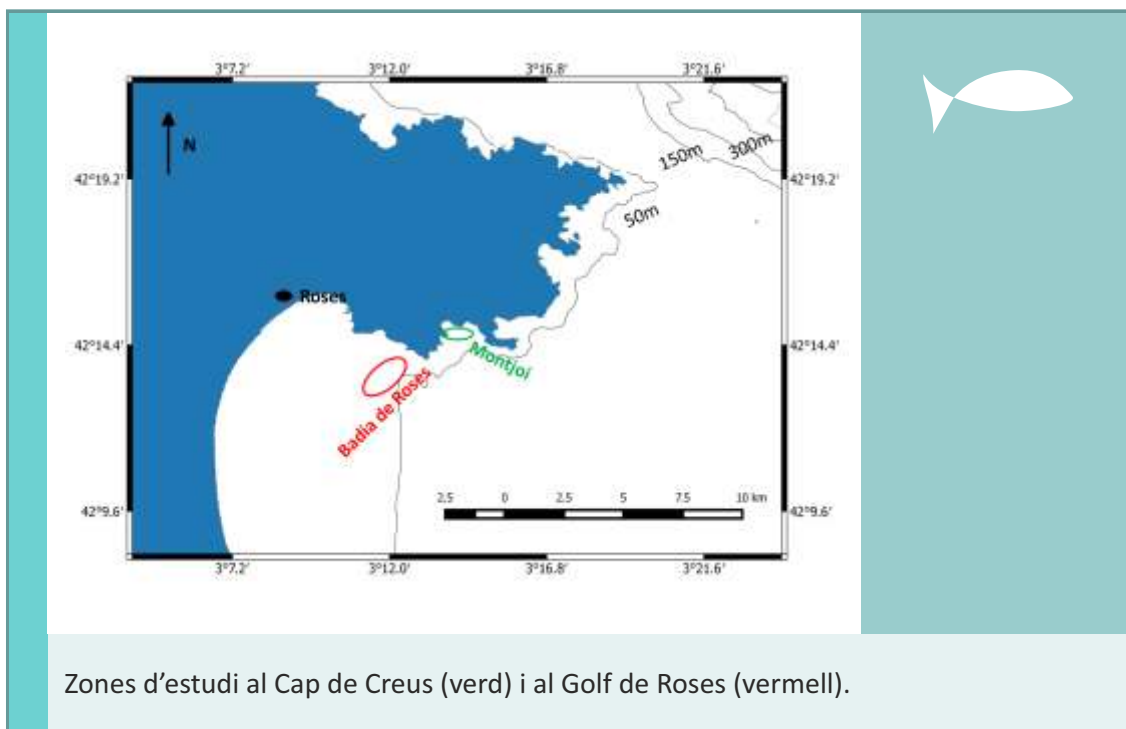 3°7.2' 3°12.0' 3°16.8' 3°21.6'
N
150m
300m
42°19.2' 42°19.2'
50m
Roses
42°14.4' 42°14.4'
Montjoi
Badia de Roses
2.5 0 2.5 5 7.5 10 km
42°9.6' 42°9.6'
3°7.2' 3°12.0' 3°16.8' 3°21.6'
Zones d'estudi al Cap de Creus (verd) i al Golf de Roses (vermell).